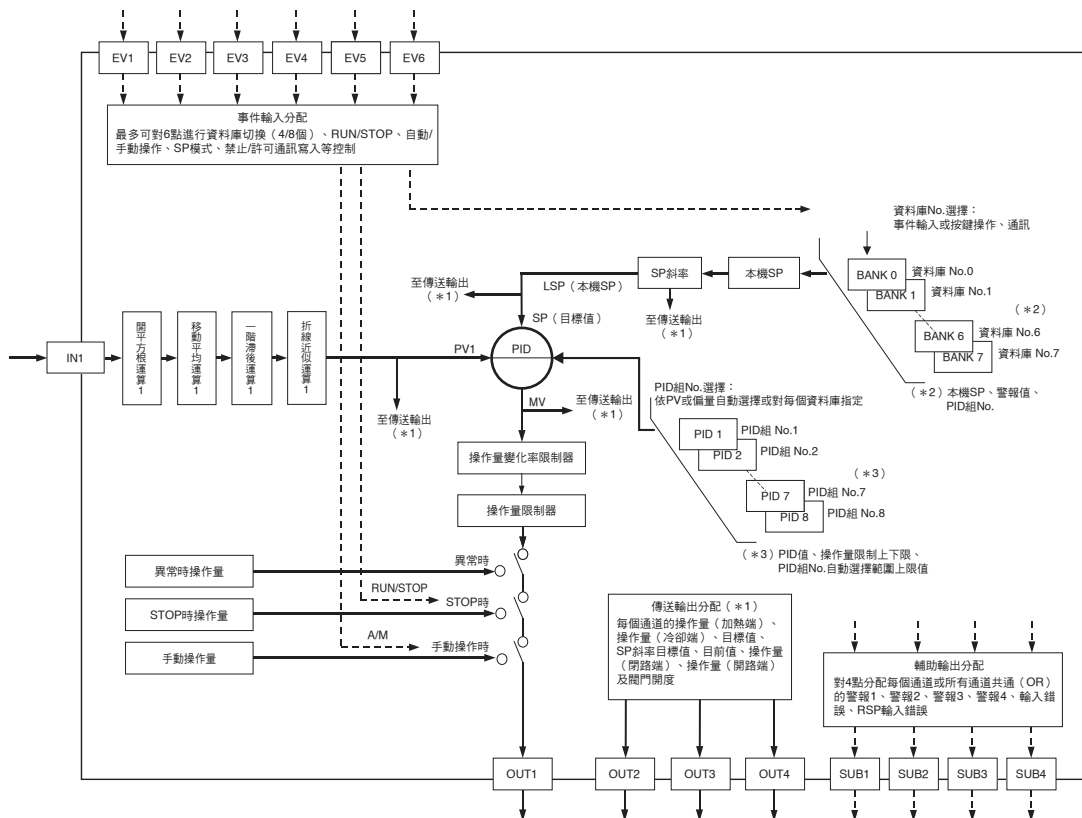 EV1
EV2
EV3
EV4
EV5
EV6
事件輸入分配
最多可對6點進行資料庫切換（4/8個）、RUN/STOP、自動/
手動操作、SP模式、禁止/許可通訊寫入等控制
資料庫No.選擇：
事件輸入或按鍵操作、通訊
BANK 0
資料庫 No.0
BANK 1
資料庫 No.1
（＊2）
BANK 6
資料庫 No.6
BANK 7
資料庫 No.7
（＊2）本機SP、警報值、
PID組No.
本機SP
SP斜率
至傳送輸出
（＊1）
LSP（本機SP）
至傳送輸出
（＊1）
SP（目標值）
IN1
開平方根運算1
移動平均運算1
一階滯後運算1
折線近似運算1
PV1
PID
至傳送輸出
（＊1）
MV
至傳送輸出
（＊1）
PID組No.選擇：
依PV或偏量自動選擇或對每個資料庫指定
PID 1
PID組 No.1
PID 2
PID組 No.2
（＊3）
PID 7
PID組 No.7
PID 8
PID組 No.8
（＊3）PID值、操作量限制上下限、
PID組No.自動選擇範圍上限值
操作量變化率限制器
操作量限制器
異常時操作量
異常時
RUN/STOP
STOP時操作量
STOP時
A/M
手動操作量
手動操作時
傳送輸出分配（＊1）
每個通道的操作量（加熱端）、
操作量（冷卻端）、目標值、
SP斜率目標值、目前值、操作量
（閉路端）、操作量（開路端）
及閥門開度
輔助輸出分配
對4點分配每個通道或所有通道共通（OR）
的警報1、警報2、警報3、警報4、輸入錯
誤、RSP輸入錯誤
OUT1
OUT2
OUT3
OUT4
SUB1
SUB2
SUB3
SUB4